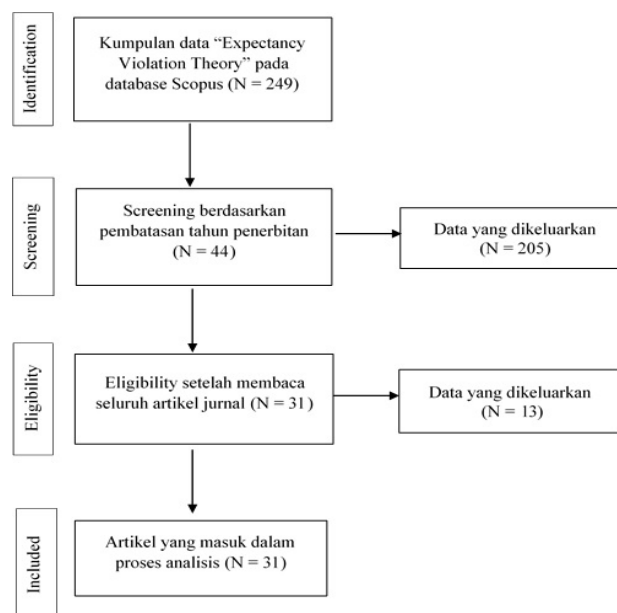 Identification
Kumpulan data “Expectancy
Violation Theory” pada
database Scopus (N = 249)
Screening
Screening berdasarkan
pembatasan tahun penerbitan
(N = 44)
Data yang dikeluarkan
(N = 205)
Eligibility
Eligibility setelah membaca
seluruh artikel jurnal (N = 31)
Data yang dikeluarkan
(N = 13)
Included
Artikel yang masuk dalam
proses analisis (N = 31)